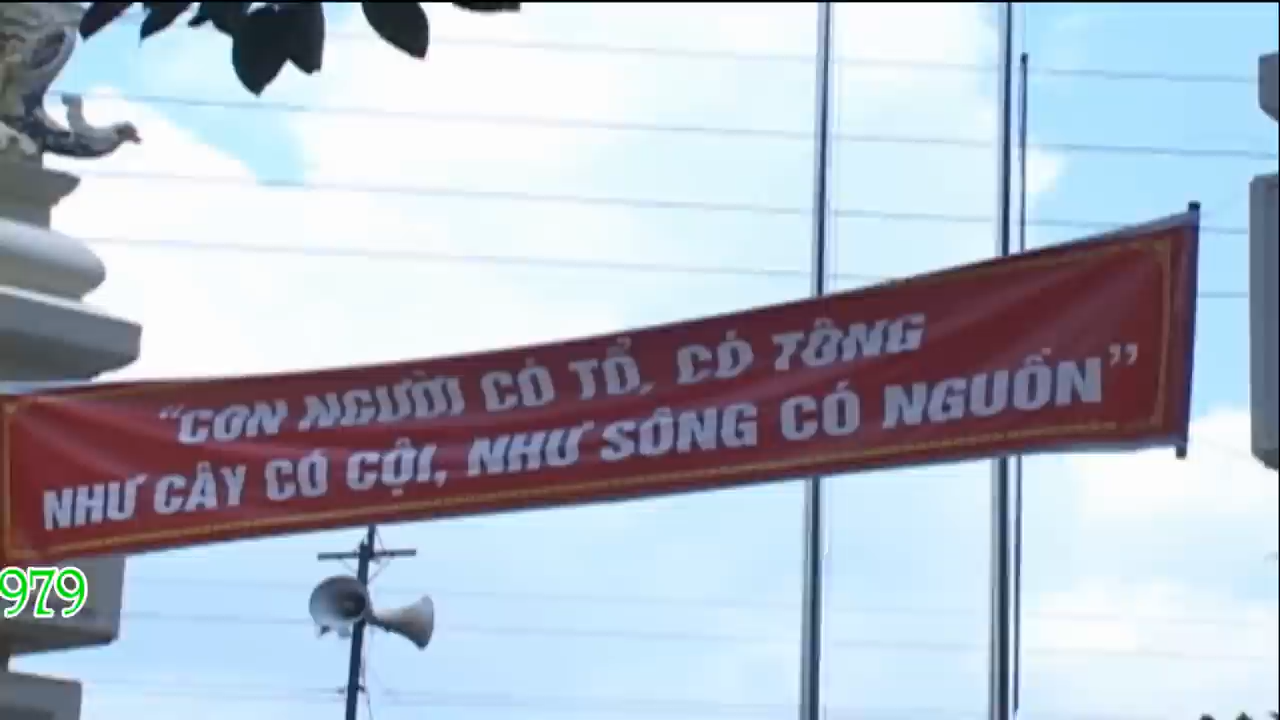 “CON NGƯỜI CÓ TỔ, CÓ TÔNG
NHƯ CÂY CÓ CỘI, NHƯ SÔNG CÓ NGUỒN”
979